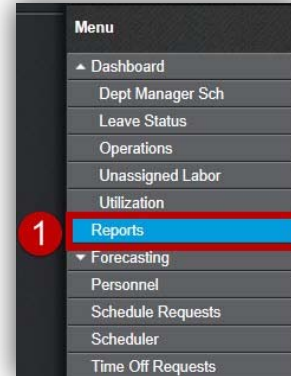 Menu
Dashboard
Dept Manager Sch
Leave Status
Operations
Unassigned Labor
Utilization
1 Reports
Forecasting
Personnel
Schedule Requests
Scheduler
Time Off Requests